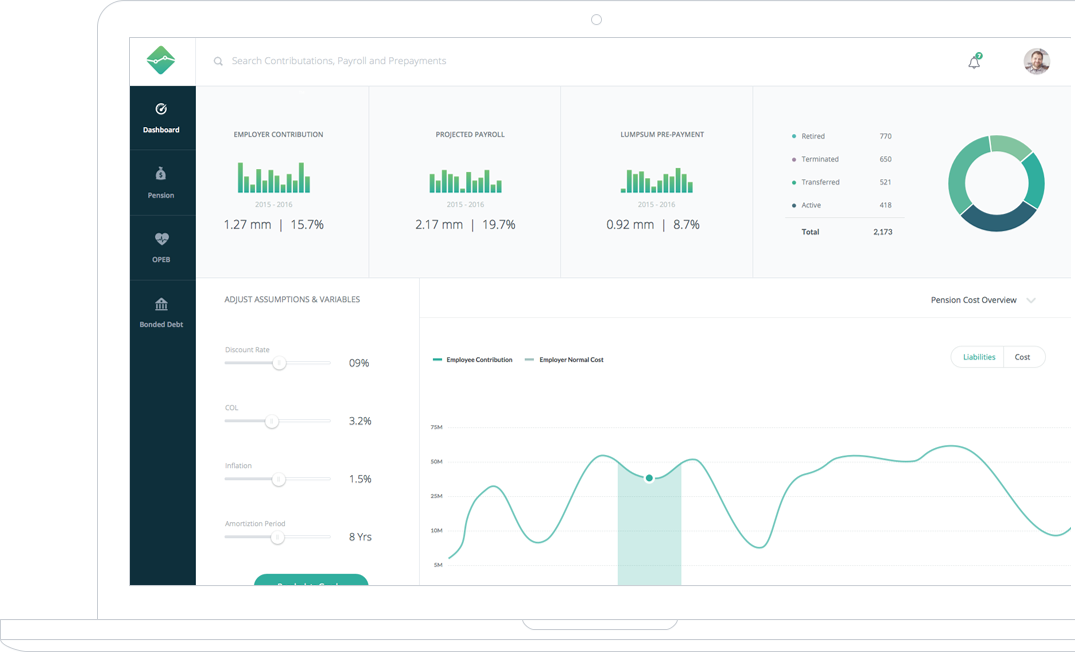 Search Contributations, Payroll and Prepayments
7
Dashboard
Pension
OPEB
Bonded Debt
EMPLOYER CONTRIBUTION
2015 - 2016
1.27 mm | 15.7%
PROJECTED PAYROLL
2015 - 2016
2.17 mm | 19.7%
LUMPSUM PRE-PAYMENT
2015 - 2016
0.92 mm | 8.7%
Retired 770
Terminated 650
Transferred 521
Active 418
Total 2,173
ADJUST ASSUMPTIONS & VARIABLES
Discount Rate
09%
COL
3.2%
Inflation
1.5%
Amortiztion Period
8 Yrs
Pension Cost Overview
Employee Contribution Employer Normal Cost
Liabilities Cost
75M
50M
25M
10M
5M